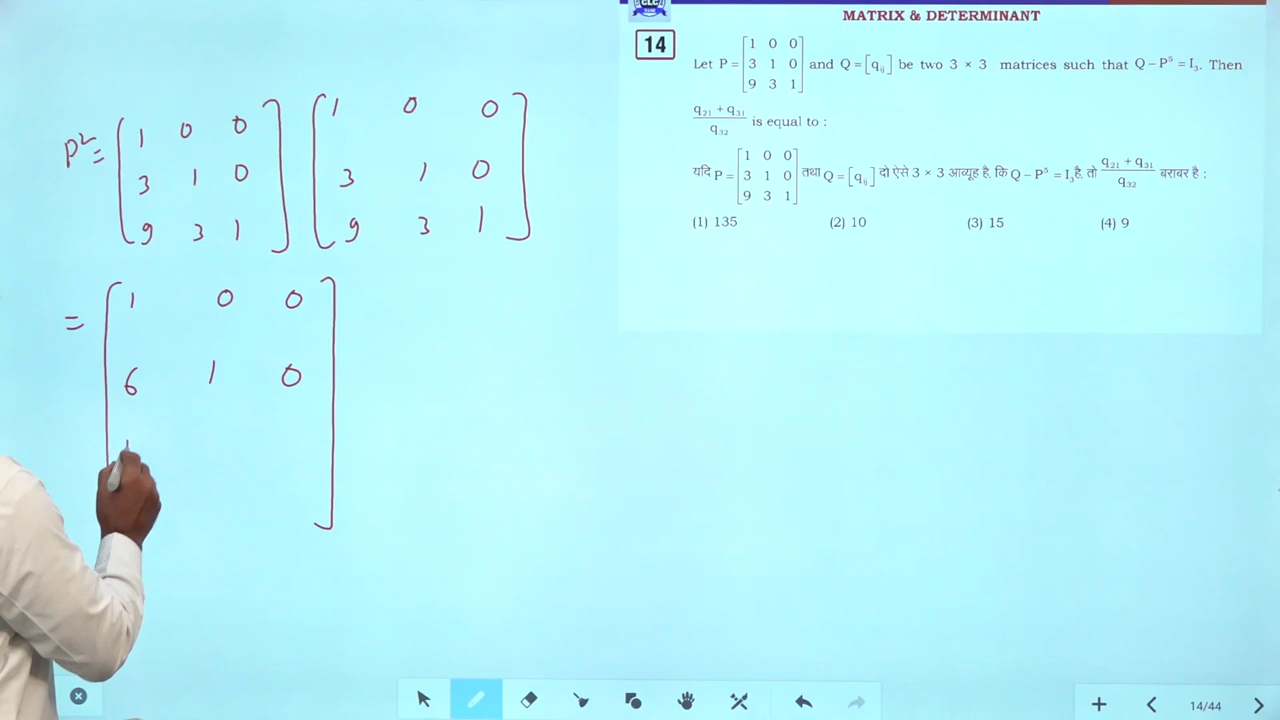 CLC
MATRIX & DETERMINANT
14
Let P = [1 0 0; 3 1 0; 9 3 1] and Q = [q_ij] be two 3 × 3 matrices such that Q – P⁵ = I₃. Then
(q₂₁ + q₃₁)/q₃₂ is equal to :
यदि P = [1 0 0; 3 1 0; 9 3 1] तथा Q = [q_ij] दो ऐसे 3 × 3 आव्यूह है, कि Q – P⁵ = I₃ है, तो (q₂₁ + q₃₁)/q₃₂ बराबर है :
(1) 135 (2) 10 (3) 15 (4) 9
P² = [1 0 0; 3 1 0; 9 3 1] [1 0 0; 3 1 0; 9 3 1]
= [1 0 0
6 1 0
14/44